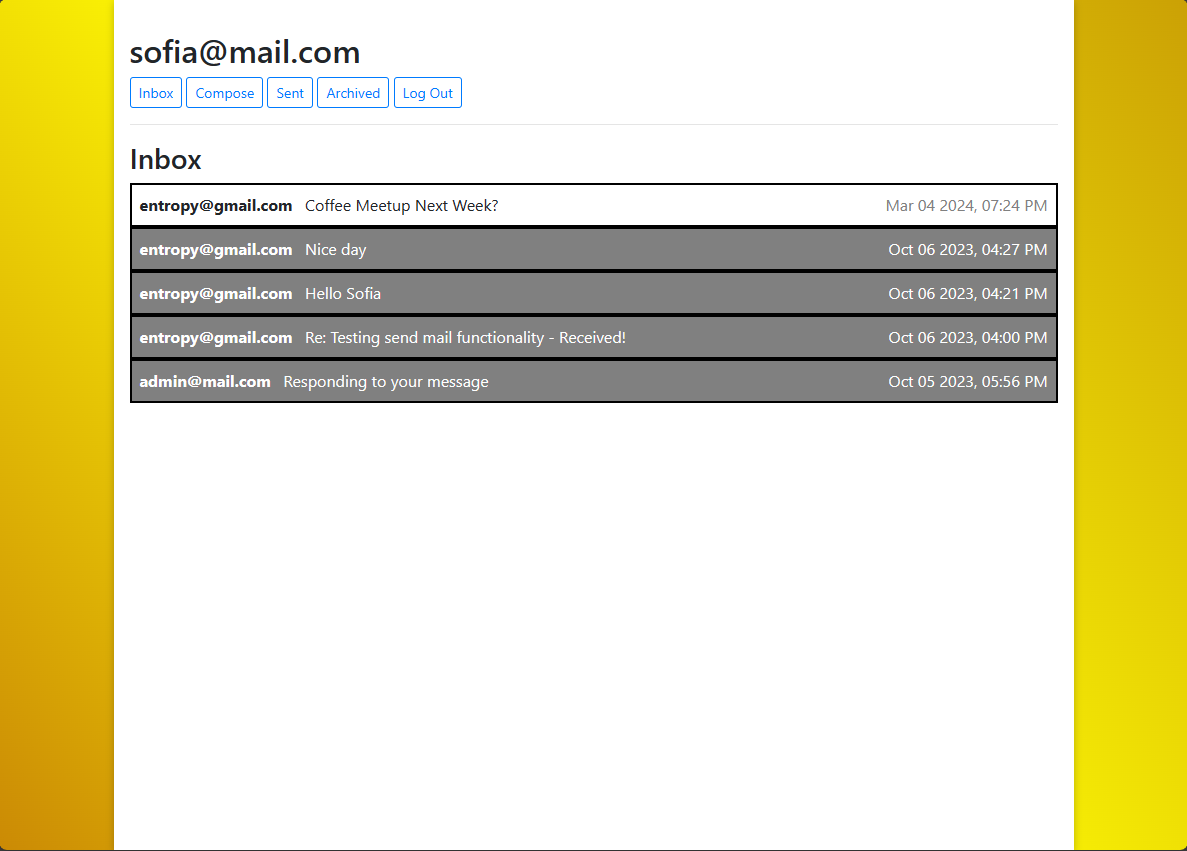 sofia@mail.com
Inbox Compose Sent Archived Log Out
Inbox
entropy@gmail.com Coffee Meetup Next Week? Mar 04 2024, 07:24 PM
entropy@gmail.com Nice day Oct 06 2023, 04:27 PM
entropy@gmail.com Hello Sofia Oct 06 2023, 04:21 PM
entropy@gmail.com Re: Testing send mail functionality - Received! Oct 06 2023, 04:00 PM
admin@mail.com Responding to your message Oct 05 2023, 05:56 PM